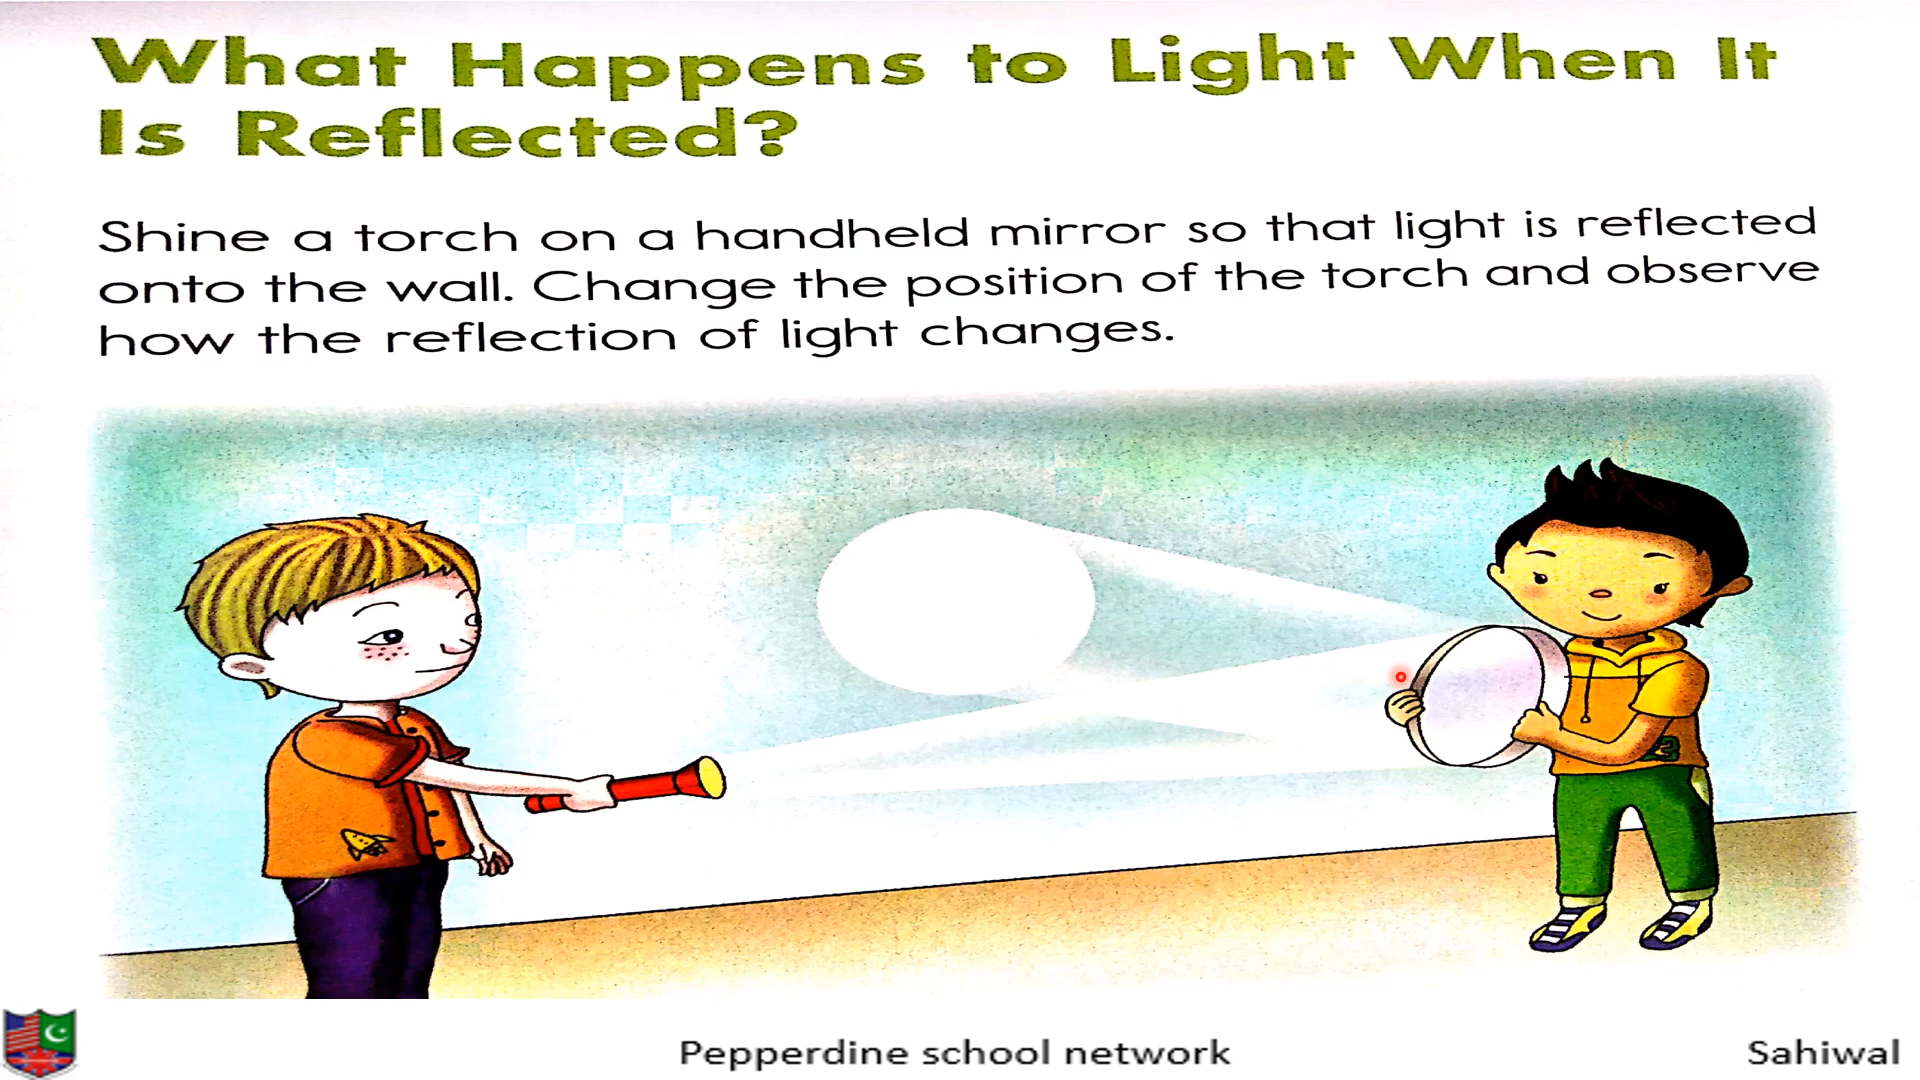 What Happens to Light When It
Is Reflected?
Shine a torch on a handheld mirror so that light is reflected
onto the wall. Change the position of the torch and observe
how the reflection of light changes.
3
Pepperdine school network
Sahiwal